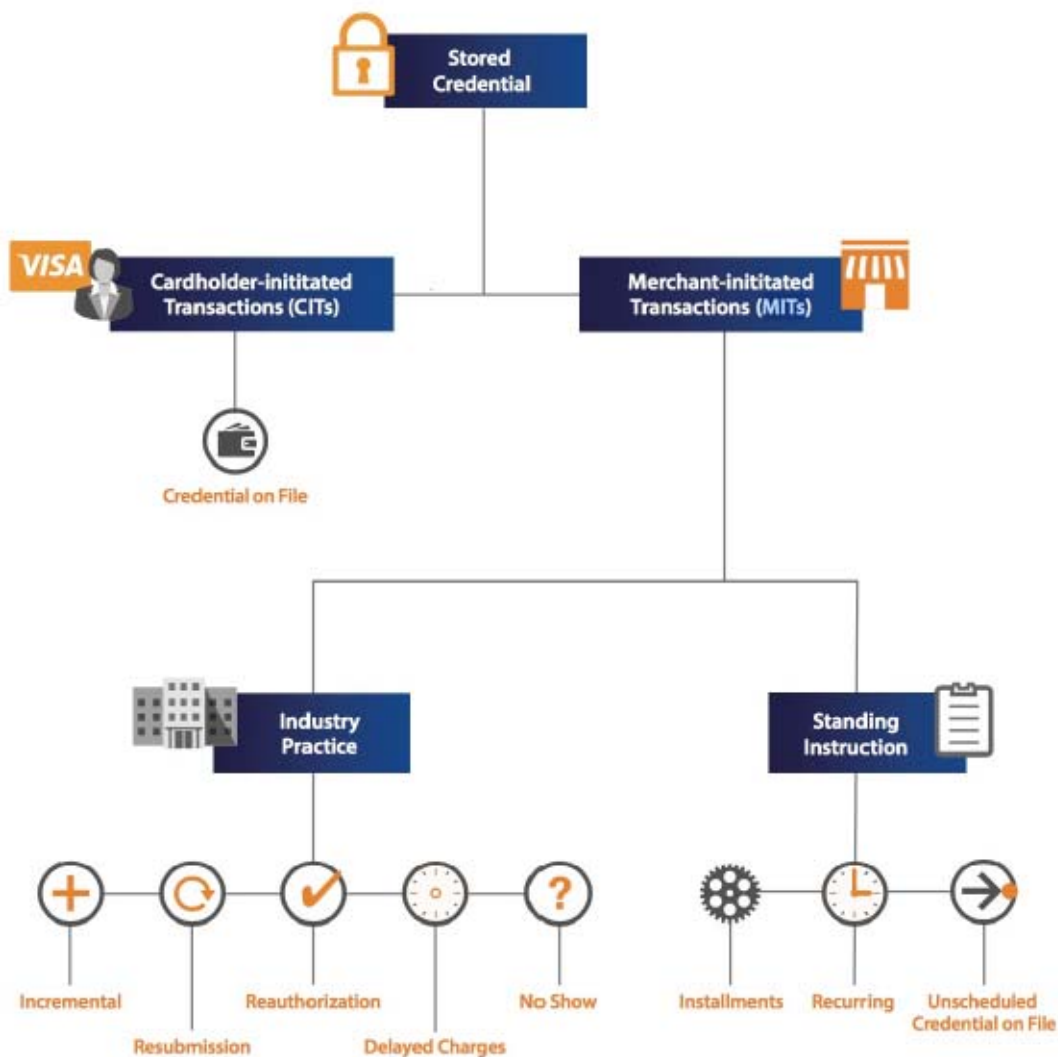 Stored
Credential
VISA
Cardholder-inititated
Transactions (CITs)
Merchant-inititated
Transactions (MITs)
Credential on File
Industry
Practice
Standing
Instruction
Incremental
Resubmission
Reauthorization
Delayed Charges
No Show
Installments
Recurring
Unscheduled
Credential on File